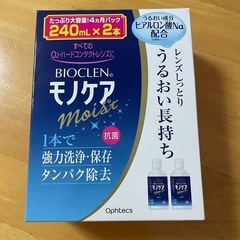 たっぷり大容量!4ヵ月パック
240mL×2本
うるおい成分
ヒアルロン酸Na
配合
すべての
O₂・ハードコンタクトレンズに
BIOCLEN®
モノケア
moist
抗菌
1本で
強力洗浄・保存
タンパク除去
レンズしっとり
うるおい長持ち
Ophtecs